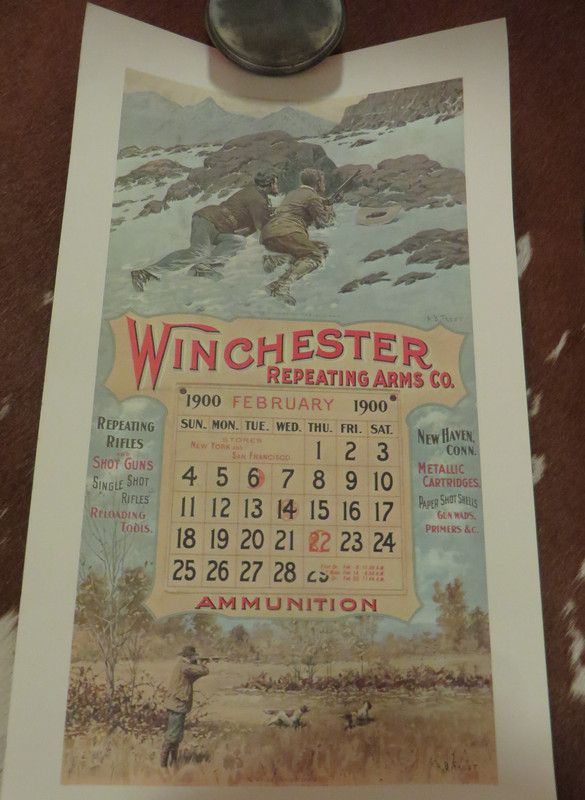 WINCHESTER
REPEATING ARMS CO.
1900 FEBRUARY 1900
SUN. MON. TUE. WED. THU. FRI. SAT.
STORES
NEW YORK AND
SAN FRANCISCO.
1 2 3
4 5 6 7 8 9 10
11 12 13 14 15 16 17
18 19 20 21 22 23 24
25 26 27 28
REPEATING
RIFLES
AND
SHOT GUNS
SINGLE SHOT
RIFLES
RELOADING
TOOLS.
NEW HAVEN,
CONN.
METALLIC
CARTRIDGES.
PAPER SHOT SHELLS
GUN WADS,
PRIMERS &C.
AMMUNITION